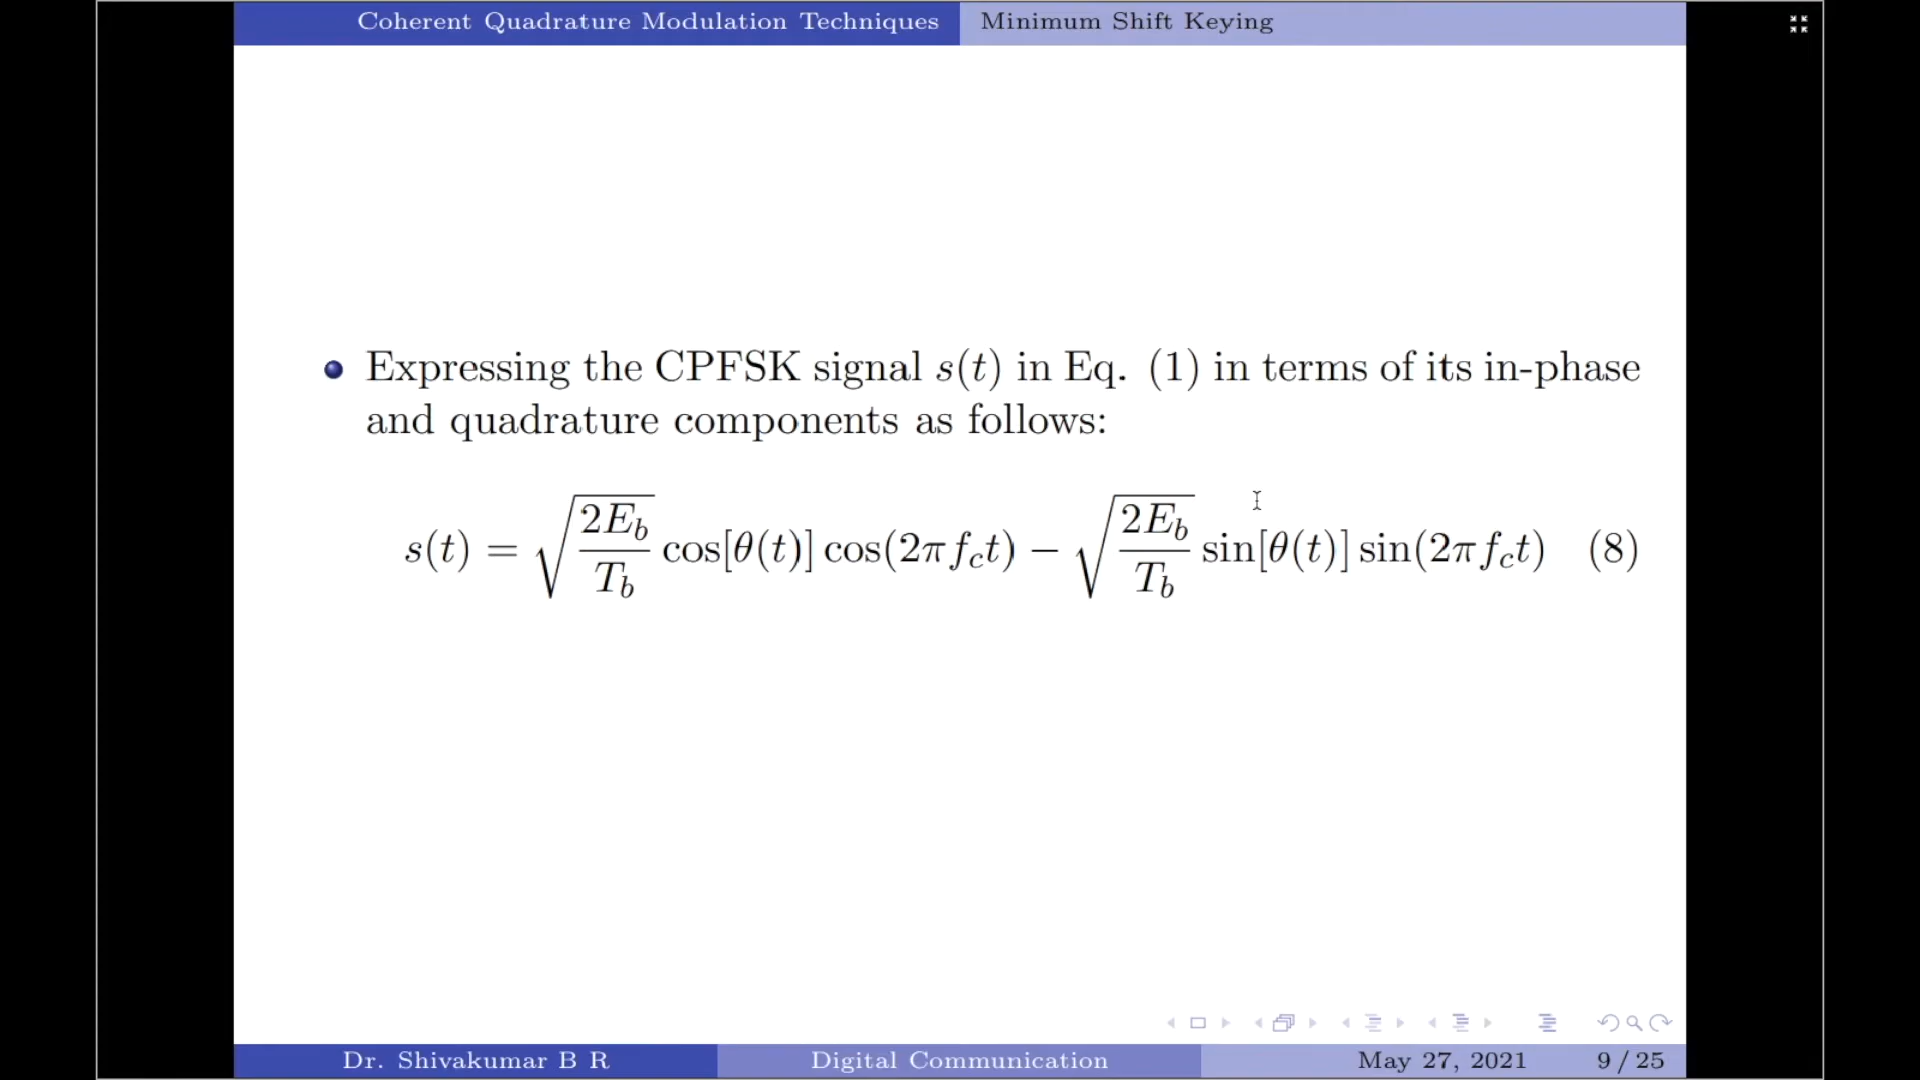 Coherent Quadrature Modulation Techniques Minimum Shift Keying
Expressing the CPFSK signal s(t) in Eq. (1) in terms of its in-phase
and quadrature components as follows:
s(t) = √(2E_b/T_b) cos[θ(t)] cos(2πf_ct) − √(2E_b/T_b) sin[θ(t)] sin(2πf_ct) (8)
Dr. Shivakumar B R Digital Communication May 27, 2021 9 / 25